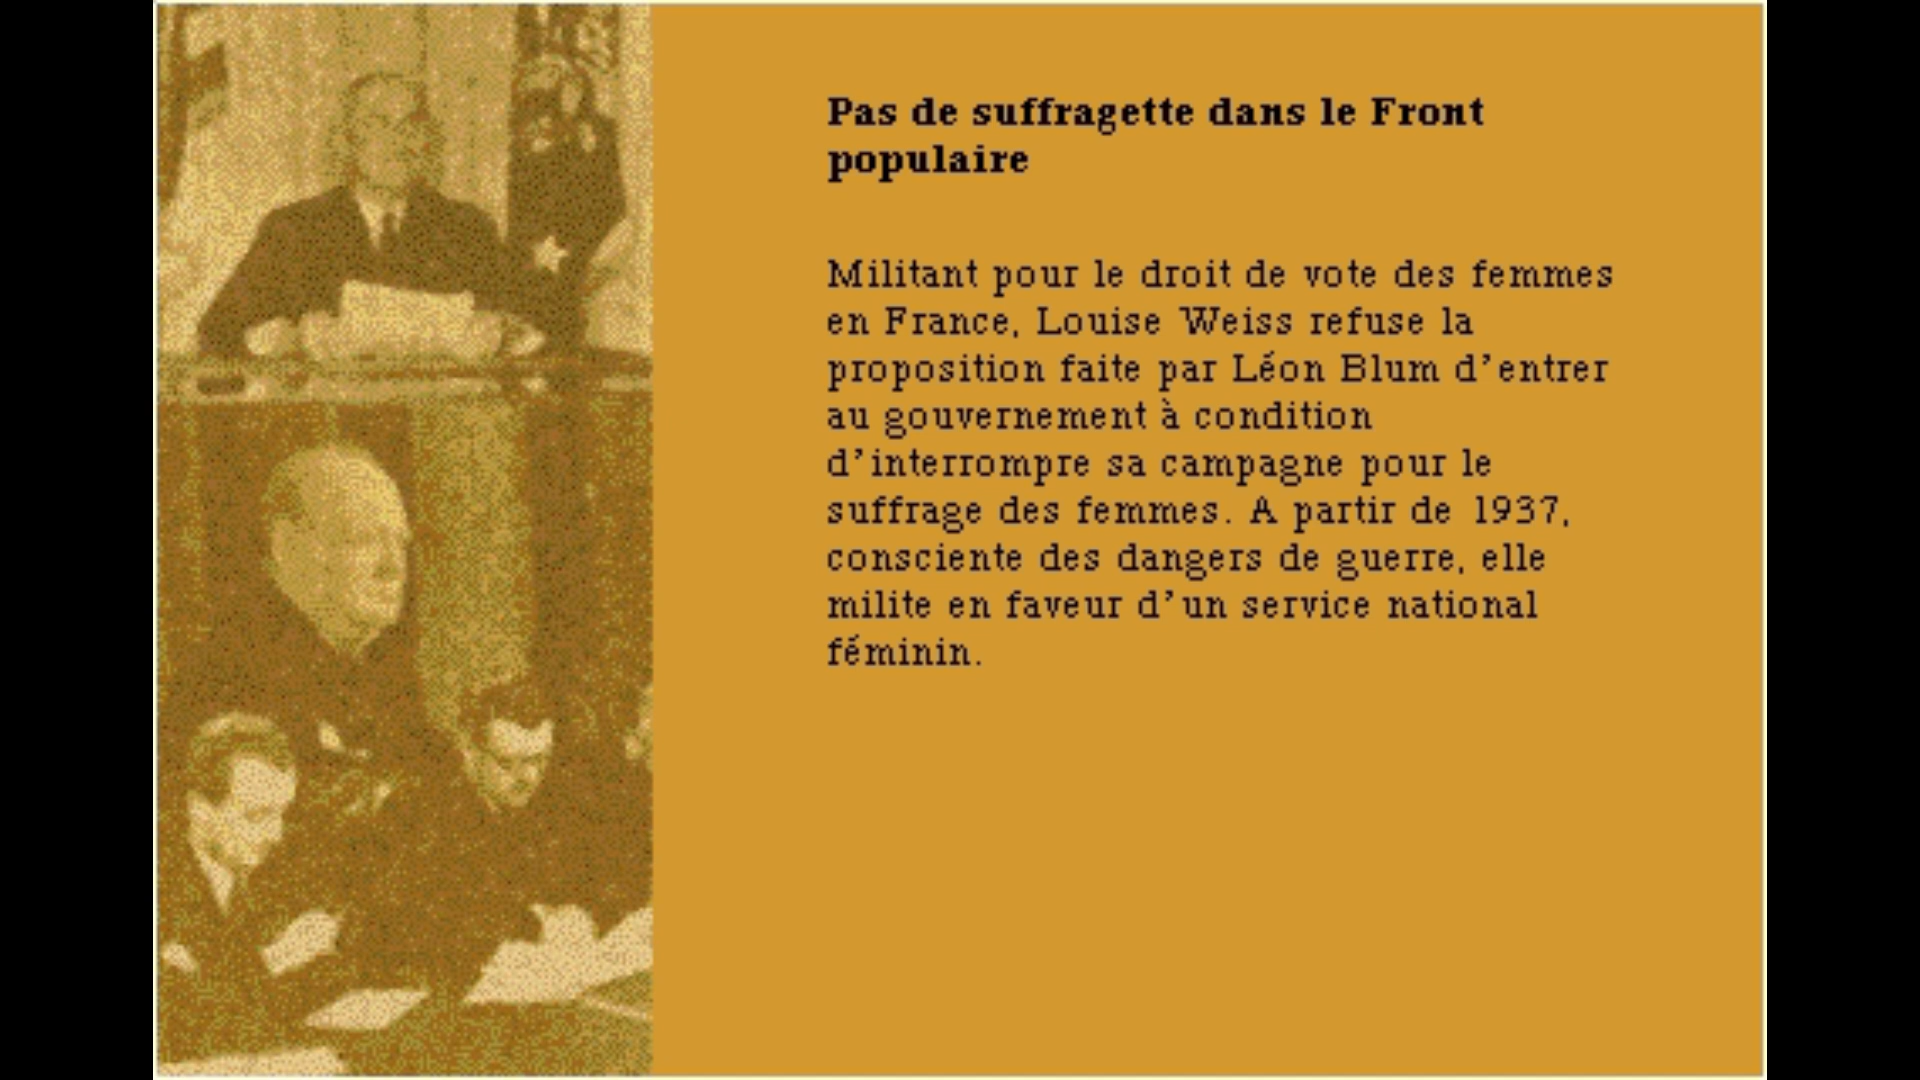 Pas de suffragette dans le Front
populaire
Militant pour le droit de vote des femmes
en France, Louise Weiss refuse la
proposition faite par Léon Blum d’entrer
au gouvernement à condition
d’interrompre sa campagne pour le
suffrage des femmes. A partir de 1937,
consciente des dangers de guerre, elle
milite en faveur d’un service national
féminin.